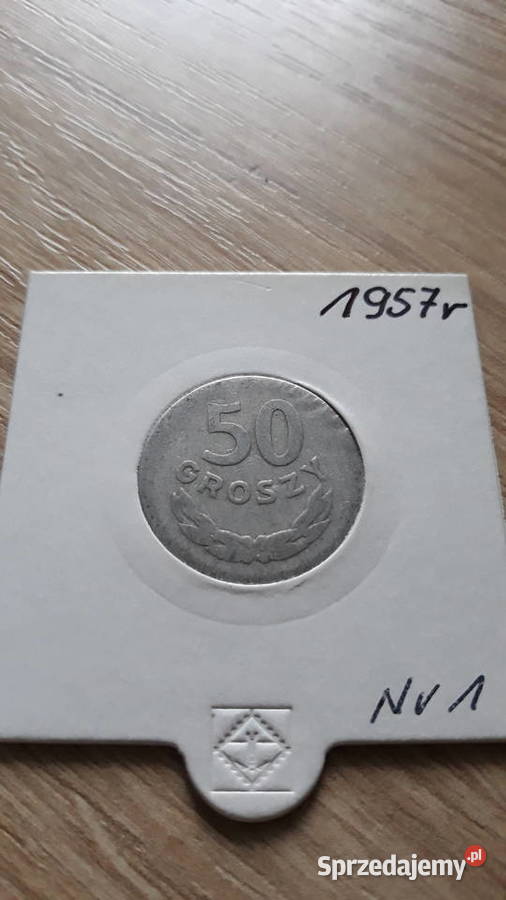 1957r
50
GROSZY
Nr 1
Sprzedajemy.pl